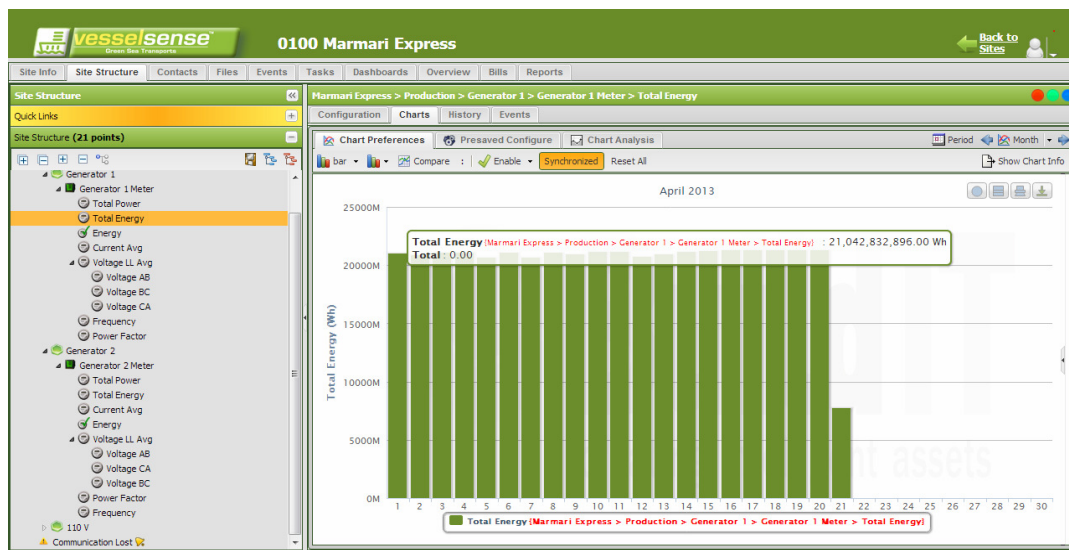 vesselsense
Green Sea Transports
0100 Marmari Express
Back to
Sites
Site Info Site Structure Contacts Files Events Tasks Dashboards Overview Bills Reports
Site Structure
Quick Links
Site Structure (21 points)
Generator 1
Generator 1 Meter
Total Power
Total Energy
Energy
Current Avg
Voltage LL Avg
Voltage AB
Voltage BC
Voltage CA
Frequency
Power Factor
Generator 2
Generator 2 Meter
Total Power
Total Energy
Current Avg
Energy
Voltage LL Avg
Voltage AB
Voltage CA
Voltage BC
Power Factor
Frequency
110 V
Communication Lost
Marmari Express > Production > Generator 1 > Generator 1 Meter > Total Energy
Configuration Charts History Events
Chart Preferences Presaved Configure Chart Analysis Period Month
bar Compare : | Enable Synchronized Reset All Show Chart Info
April 2013
25000M
20000M
15000M
10000M
5000M
0M
Total Energy (Wh)
Total Energy [Marmari Express > Production > Generator 1 > Generator 1 Meter > Total Energy] : 21,042,832,896.00 Wh
Total : 0.00
1 2 3 4 5 6 7 8 9 10 11 12 13 14 15 16 17 18 19 20 21 22 23 24 25 26 27 28 29 30
Total Energy [Marmari Express > Production > Generator 1 > Generator 1 Meter > Total Energy]